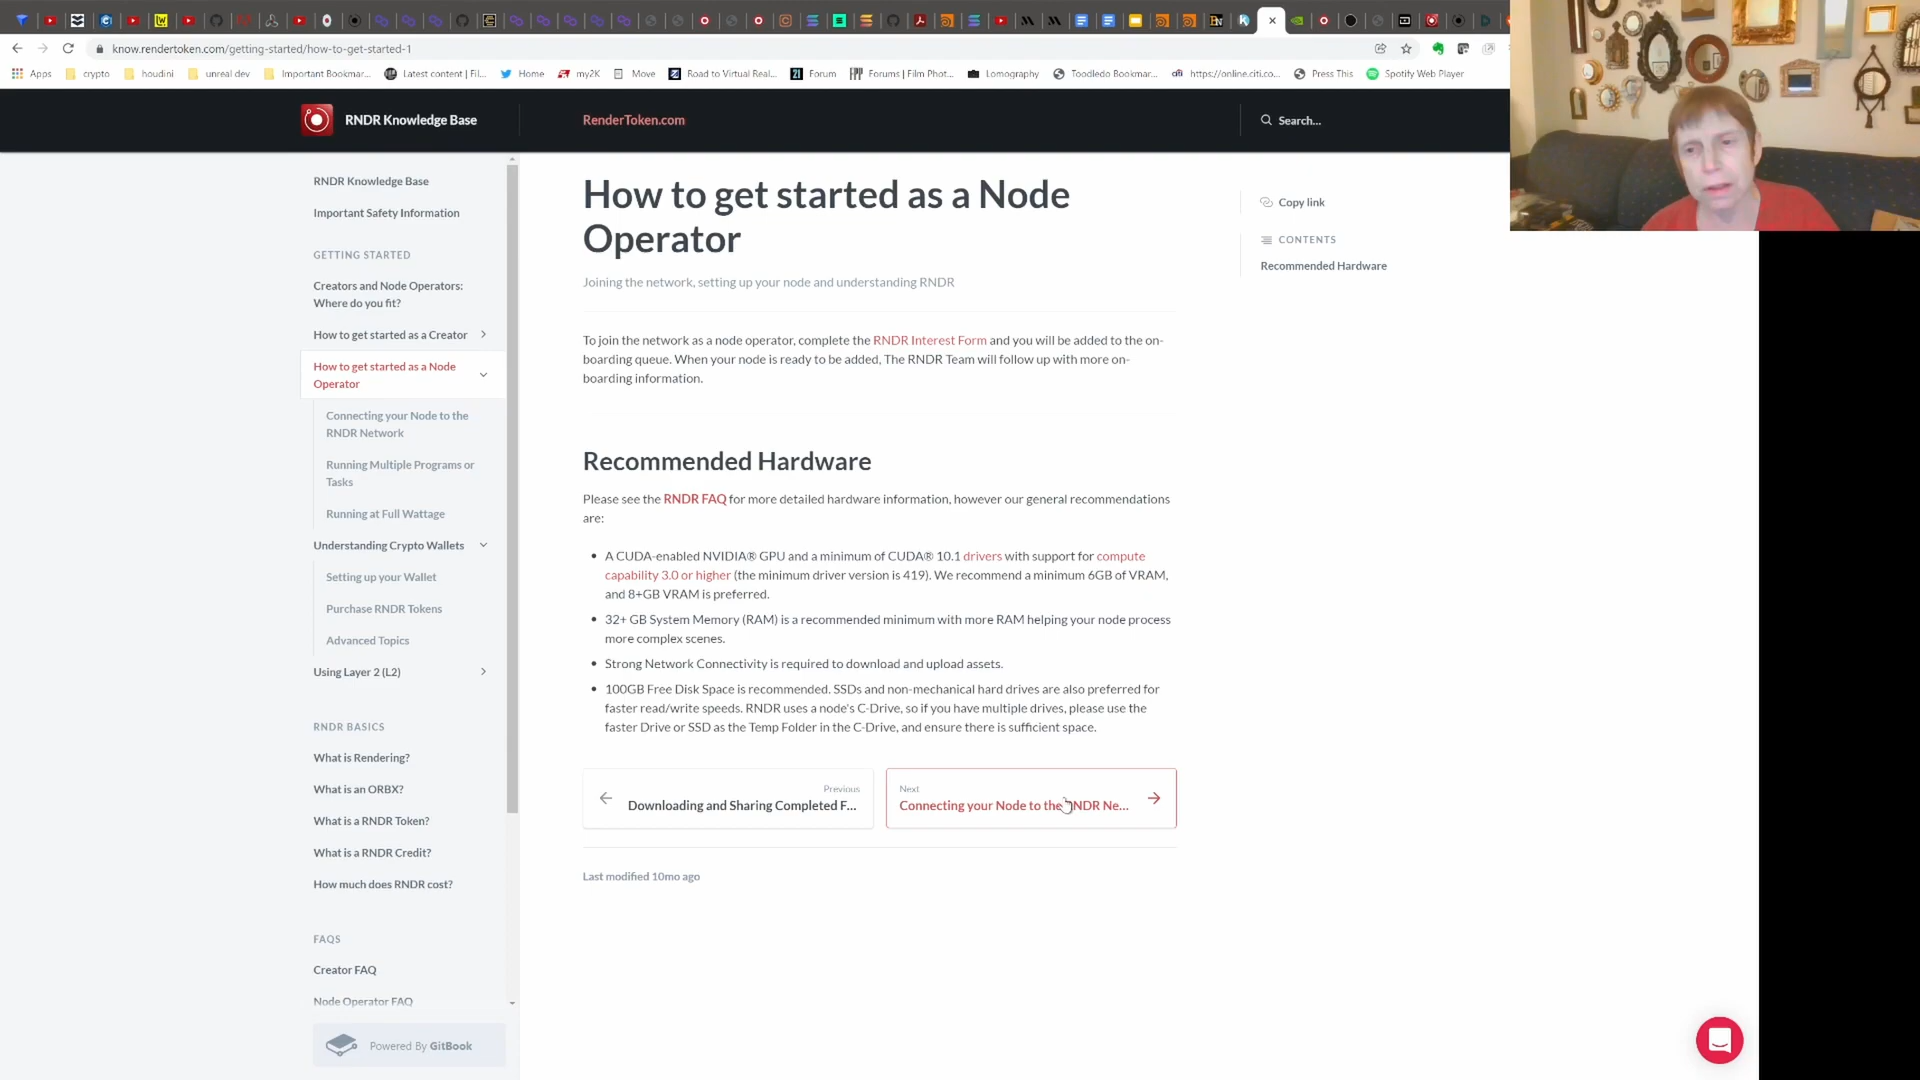 know.rendertoken.com/getting-started/how-to-get-started-1
Apps
crypto
houdini
unreal dev
Important Bookmar...
Latest content | Fil...
Home
my2K
Move
Road to Virtual Real...
Forum
Forums | Film Phot...
Lomography
Toodledo Bookmar...
https://online.citi.co...
Press This
Spotify Web Player
RNDR Knowledge Base
RenderToken.com
Search...
RNDR Knowledge Base
Important Safety Information
GETTING STARTED
Creators and Node Operators:
Where do you fit?
How to get started as a Creator
How to get started as a Node
Operator
Connecting your Node to the
RNDR Network
Running Multiple Programs or
Tasks
Running at Full Wattage
Understanding Crypto Wallets
Setting up your Wallet
Purchase RNDR Tokens
Advanced Topics
Using Layer 2 (L2)
RNDR BASICS
What is Rendering?
What is an ORBX?
What is a RNDR Token?
What is a RNDR Credit?
How much does RNDR cost?
FAQS
Creator FAQ
Node Operator FAQ
Powered By GitBook
How to get started as a Node
Operator
Joining the network, setting up your node and understanding RNDR
To join the network as a node operator, complete the RNDR Interest Form and you will be added to the on-
boarding queue. When your node is ready to be added, The RNDR Team will follow up with more on-
boarding information.
Recommended Hardware
Please see the RNDR FAQ for more detailed hardware information, however our general recommendations
are:
• A CUDA-enabled NVIDIA® GPU and a minimum of CUDA® 10.1 drivers with support for compute
capability 3.0 or higher (the minimum driver version is 419). We recommend a minimum 6GB of VRAM,
and 8+GB VRAM is preferred.
• 32+ GB System Memory (RAM) is a recommended minimum with more RAM helping your node process
more complex scenes.
• Strong Network Connectivity is required to download and upload assets.
• 100GB Free Disk Space is recommended. SSDs and non-mechanical hard drives are also preferred for
faster read/write speeds. RNDR uses a node's C-Drive, so if you have multiple drives, please use the
faster Drive or SSD as the Temp Folder in the C-Drive, and ensure there is sufficient space.
Previous
Downloading and Sharing Completed F...
Next
Connecting your Node to the RNDR Ne...
Last modified 10mo ago
Copy link
CONTENTS
Recommended Hardware